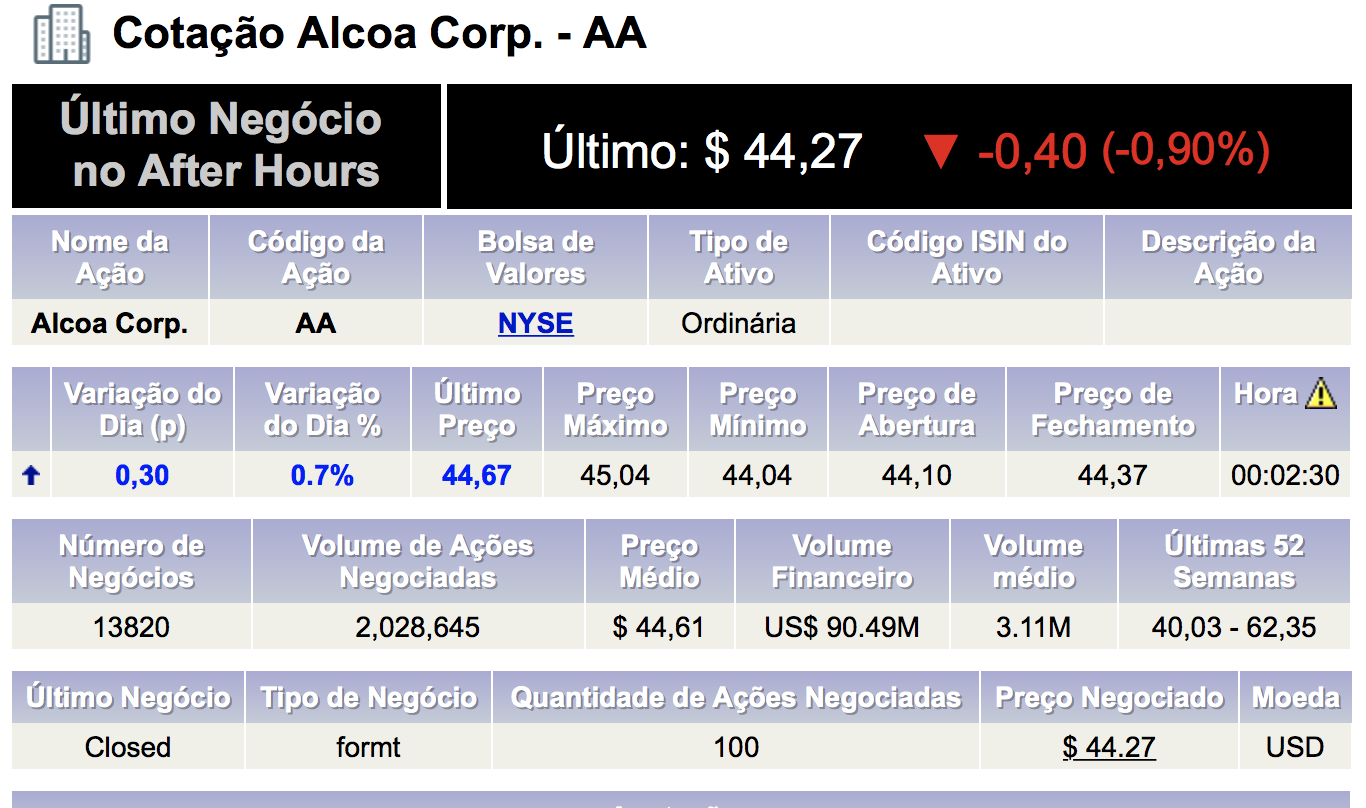 Cotação Alcoa Corp. - AA
Último Negócio
no After Hours
Último: $ 44,27 ▼ -0,40 (-0,90%)
Nome da Ação Código da Ação Bolsa de Valores Tipo de Ativo Código ISIN do Ativo Descrição da Ação
Alcoa Corp. AA NYSE Ordinária
Variação do Dia (p) Variação do Dia % Último Preço Preço Máximo Preço Mínimo Preço de Abertura Preço de Fechamento Hora
0,30 0.7% 44,67 45,04 44,04 44,10 44,37 00:02:30
Número de Negócios Volume de Ações Negociadas Preço Médio Volume Financeiro Volume médio Últimas 52 Semanas
13820 2,028,645 $ 44,61 US$ 90.49M 3.11M 40,03 - 62,35
Último Negócio Tipo de Negócio Quantidade de Ações Negociadas Preço Negociado Moeda
Closed formt 100 $ 44.27 USD